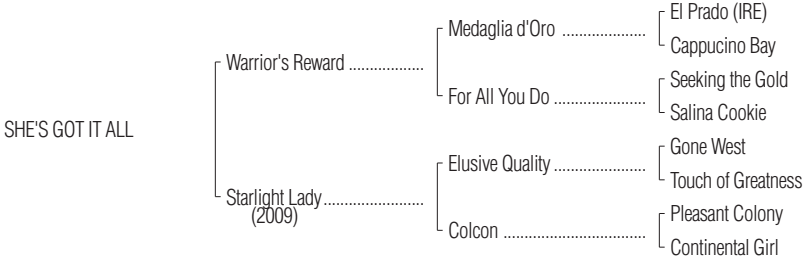 El Prado (IRE)
Medaglia d'Oro ....................
Cappucino Bay
Warrior's Reward ..................
Seeking the Gold
For All You Do ......................
Salina Cookie
SHE'S GOT IT ALL
Gone West
Elusive Quality ......................
Touch of Greatness
Starlight Lady........................
(2009)
Pleasant Colony
Colcon ..................................
Continental Girl